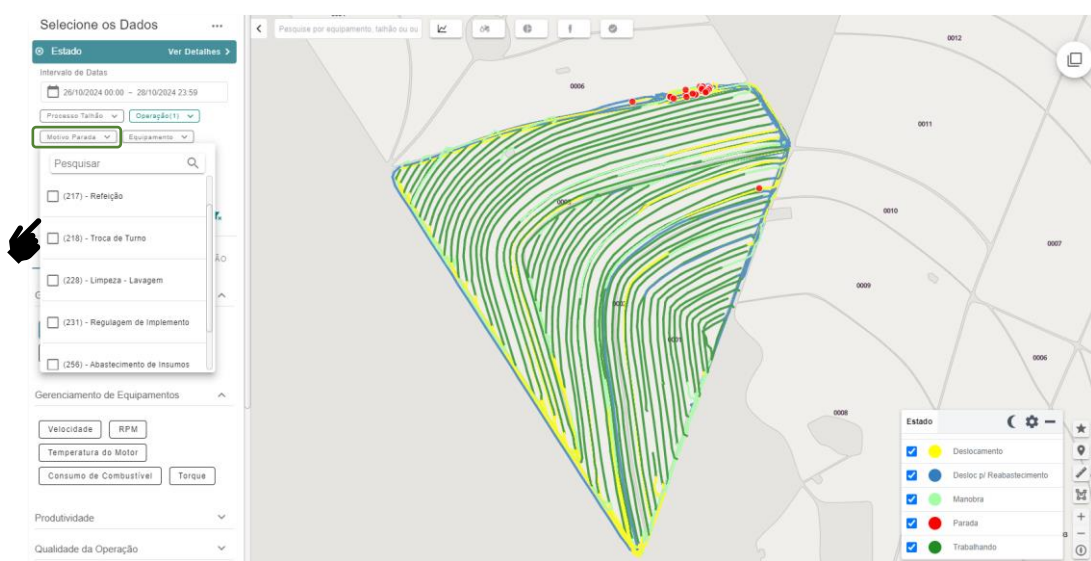 Selecione os Dados
Estado
Ver Detalhes
Intervalo de Datas
26/10/2024 00:00 ~ 28/10/2024 23:59
Processo Talhão
Operação(1)
Motivo Parada
Equipamento
Pesquisar
(217) - Refeição
(218) - Troca de Turno
(228) - Limpeza - Lavagem
(231) - Regulagem de Implemento
(256) - Abastecimento de Insumos
Gerenciamento de Equipamentos
Velocidade
RPM
Temperatura do Motor
Consumo de Combustível
Torque
Produtividade
Qualidade da Operação
Pesquise por equipamento, talhão ou ou
0012
0006
0011
0010
0007
0009
0006
0008
Estado
Deslocamento
Desloc p/ Reabastecimento
Manobra
Parada
Trabalhando